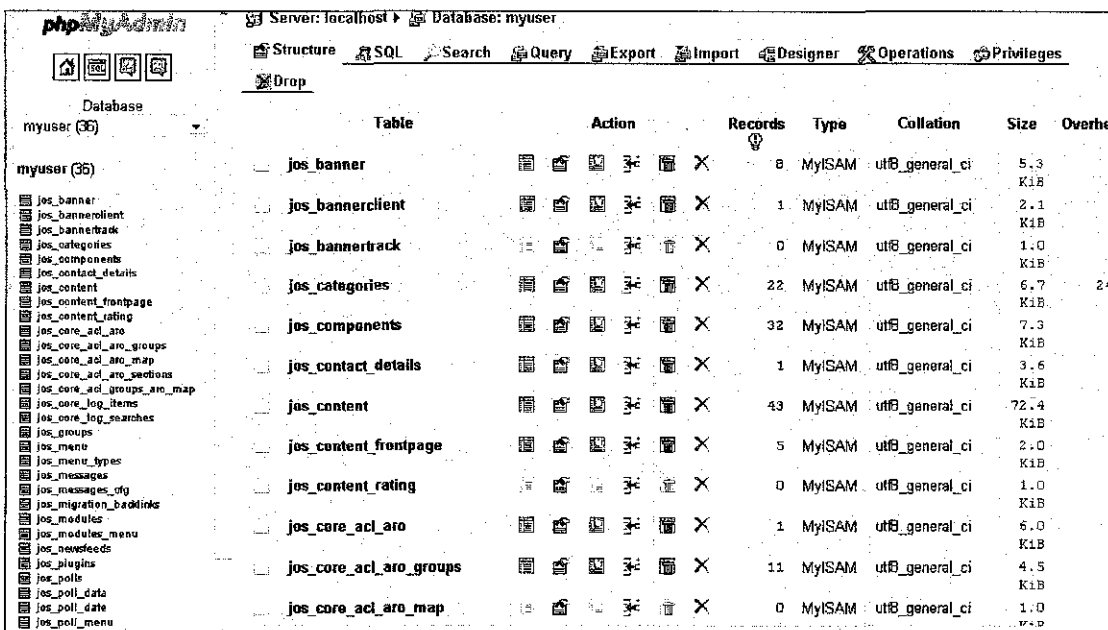 phpMyAdmin
Database
myuser (36)
myuser (36)
jos_banner
jos_bannerclient
jos_bannertrack
jos_categories
jos_components
jos_contact_details
jos_content
jos_content_frontpage
jos_content_rating
jos_core_acl_aro
jos_core_acl_aro_groups
jos_core_acl_aro_map
jos_core_acl_aro_sections
jos_core_acl_groups_aro_map
jos_core_log_items
jos_core_log_searches
jos_groups
jos_menu
jos_menu_types
jos_messages
jos_messages_cfg
jos_migration_backlinks
jos_modules
jos_modules_menu
jos_newsfeeds
jos_plugins
jos_polls
jos_poll_data
jos_poll_date
jos_poll_menu
Server: localhost Database: myuser
Structure SQL Search Query Export Import Designer Operations Privileges
Drop
Table Action Records Type Collation Size Overhe
jos_banner 8 MyISAM utf8_general_ci 5.3
KiB
jos_bannerclient 1 MyISAM utf8_general_ci 2.1
KiB
jos_bannertrack 0 MyISAM utf8_general_ci 1.0
KiB
jos_categories 22 MyISAM utf8_general_ci 6.7 24
KiB
jos_components 32 MyISAM utf8_general_ci 7.3
KiB
jos_contact_details 1 MyISAM utf8_general_ci 3.6
KiB
jos_content 43 MyISAM utf8_general_ci 72.4
KiB
jos_content_frontpage 5 MyISAM utf8_general_ci 2.0
KiB
jos_content_rating 0 MyISAM utf8_general_ci 1.0
KiB
jos_core_acl_aro 1 MyISAM utf8_general_ci 6.0
KiB
jos_core_acl_aro_groups 11 MyISAM utf8_general_ci 4.5
KiB
jos_core_acl_aro_map 0 MyISAM utf8_general_ci 1.0
KiB